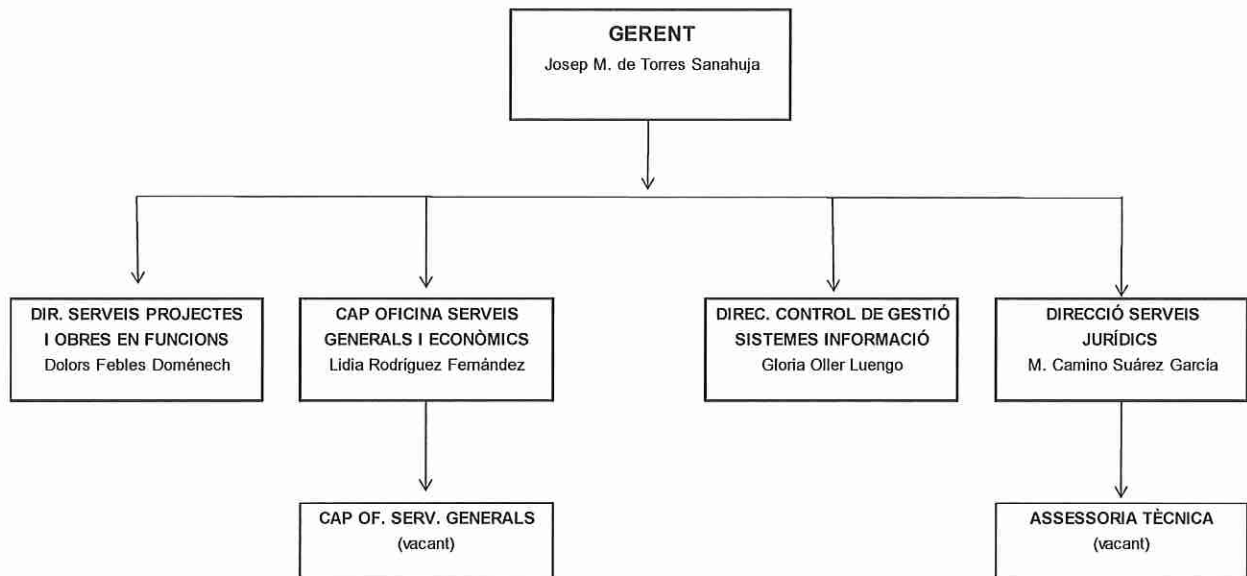 GERENT
Josep M. de Torres Sanahuja
DIR. SERVEIS PROJECTES
I OBRES EN FUNCIONS
Dolors Febles Doménech
CAP OFICINA SERVEIS
GENERALS I ECONÒMICS
Lidia Rodríguez Fernández
DIREC. CONTROL DE GESTIÓ
SISTEMES INFORMACIÓ
Gloria Oller Luengo
DIRECCIÓ SERVEIS
JURÍDICS
M. Camino Suárez García
CAP OF. SERV. GENERALS
(vacant)
ASSESSORIA TÈCNICA
(vacant)